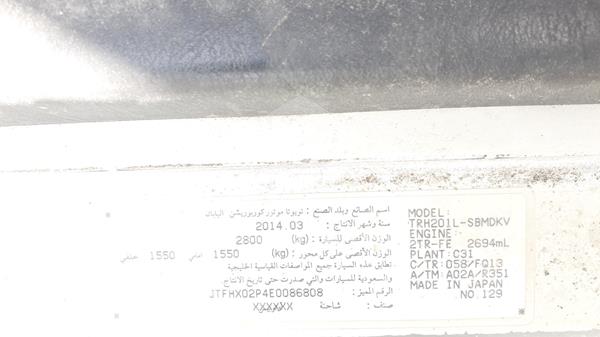 اسم الصانع وبلد الصنع : تويوتا موتور كوربوريشن اليابان
سنة وشهر الانتاج : 2014.03
الوزن الأقصى للسيارة : (kg) 2800
الوزن الأقصى على كل محور : (kg) 1550 امامي 1550 خلفي
تطابق هذه السيارة جميع المواصفات القياسية الخليجية
والسعودية للسيارات والتي صدرت حتى تاريخ الانتاج.
الرقم المميز : JTFHX02P4E0086808
صنف : شاحنة XXXXXX
MODEL:
TRH201L-SBMDKV
ENGINE:
2TR-FE 2694mL
PLANT: C31
C/TR: 058/FQ13
A/TM: A02A/R351
MADE IN JAPAN
NO.129